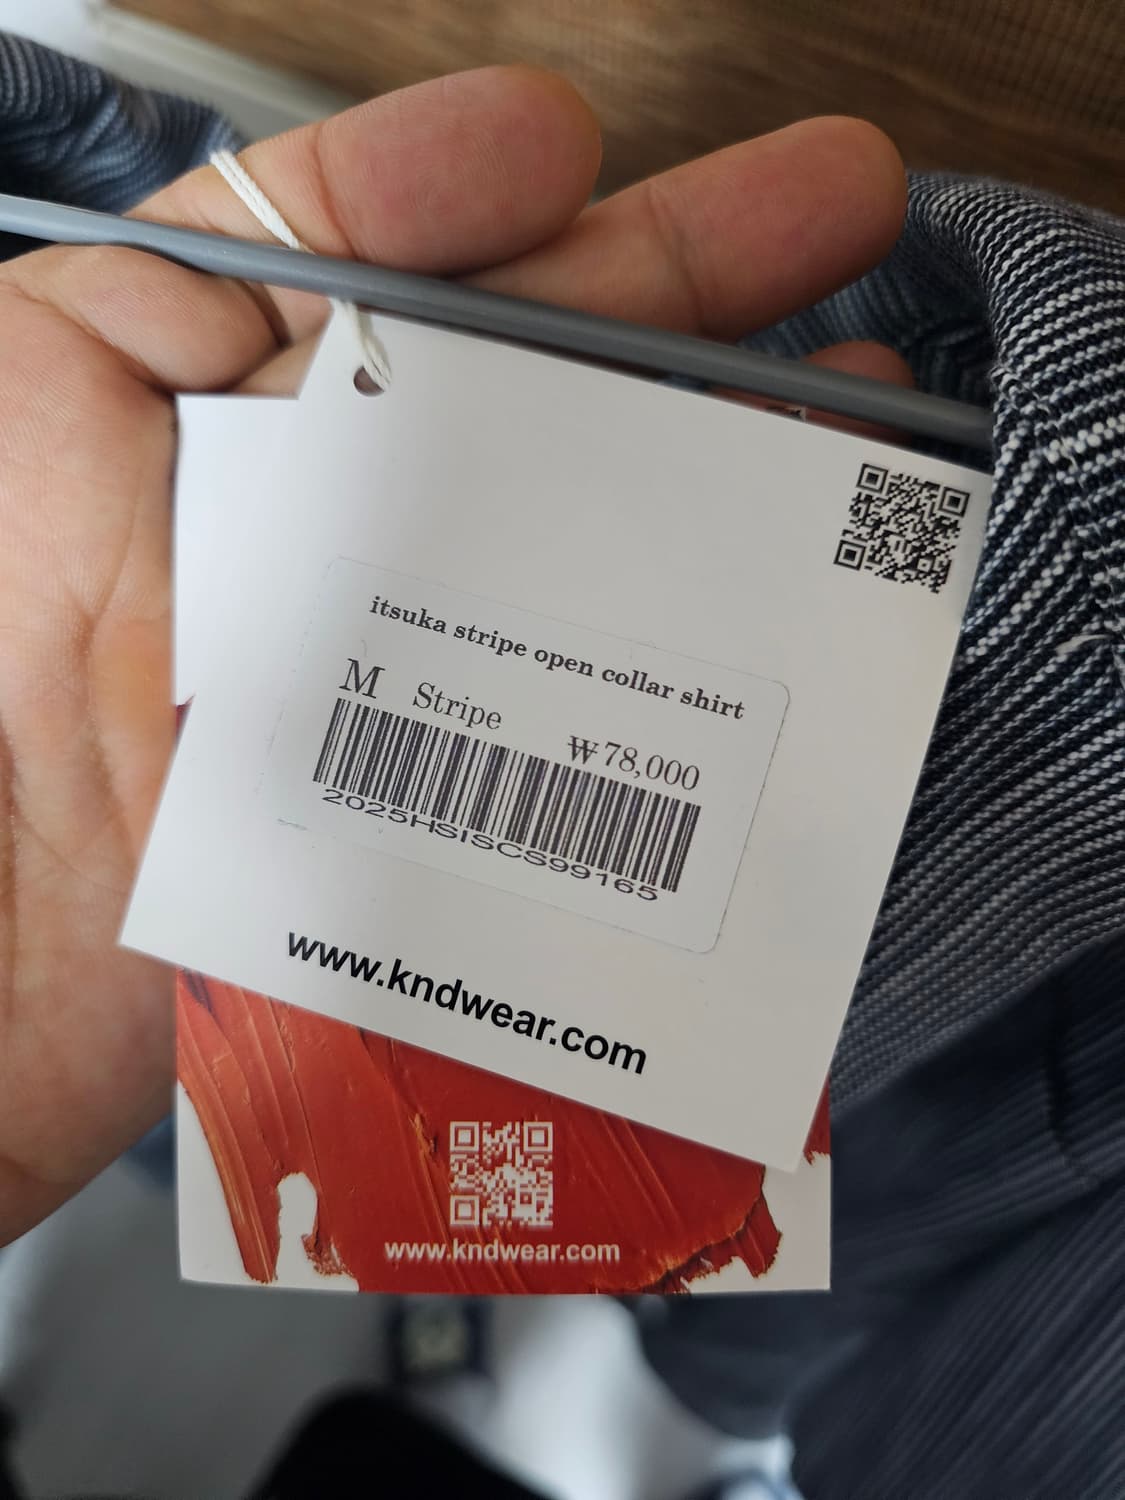 itsuka stripe open collar shirt
M Stripe
₩78,000
2025HSISCS99165
www.kndwear.com
www.kndwear.com